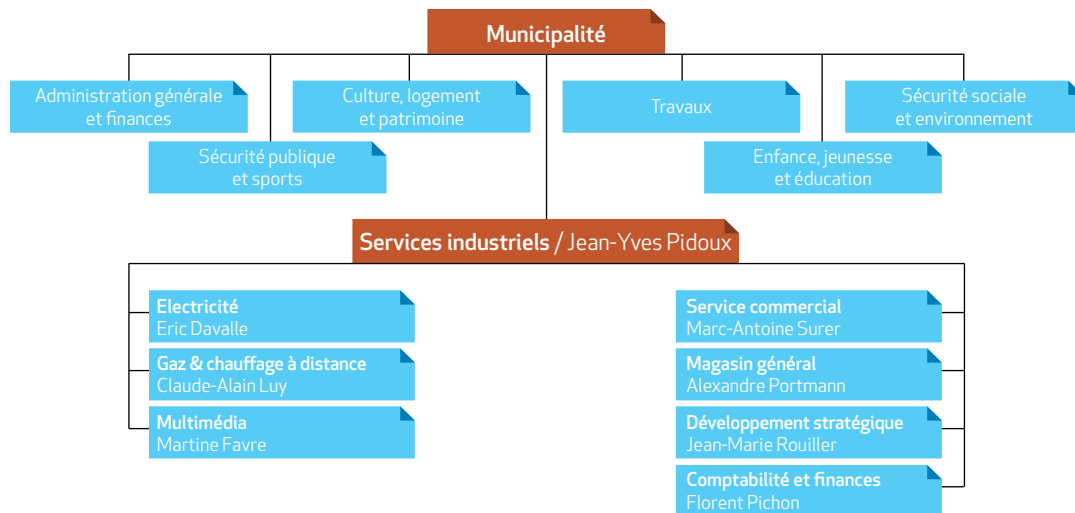 Municipalité
Administration générale
et finances
Culture, logement
et patrimoine
Travaux
Sécurité sociale
et environnement
Sécurité publique
et sports
Enfance, jeunesse
et éducation
Services industriels / Jean-Yves Pidoux
Electricité
Eric Davalle
Gaz & chauffage à distance
Claude-Alain Luy
Multimédia
Martine Favre
Service commercial
Marc-Antoine Surer
Magasin général
Alexandre Portmann
Développement stratégique
Jean-Marie Rouiller
Comptabilité et finances
Florent Pichon